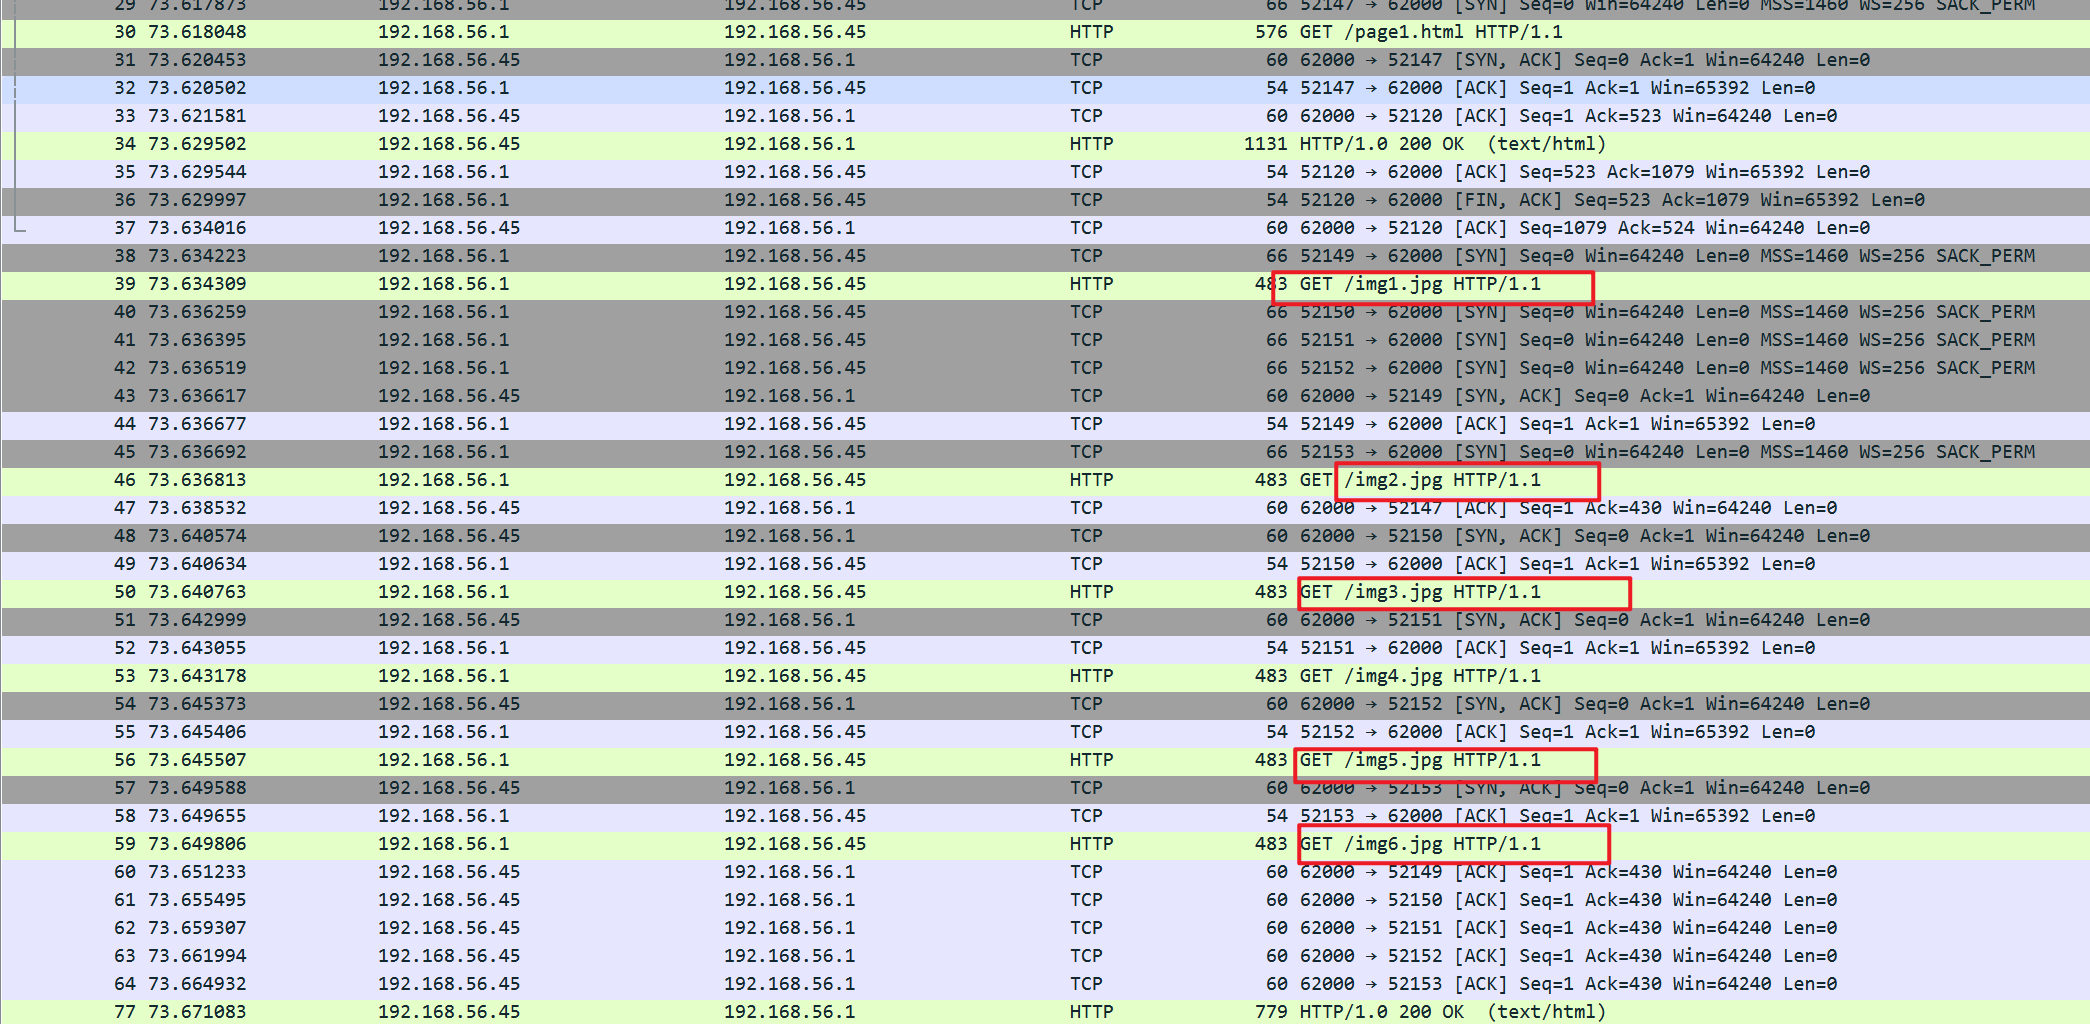 29 73.617873 192.168.56.1 192.168.56.45 TCP 66 52147 → 62000 [SYN] Seq=0 Win=64240 Len=0 MSS=1460 WS=256 SACK_PERM
30 73.618048 192.168.56.1 192.168.56.45 HTTP 576 GET /page1.html HTTP/1.1
31 73.620453 192.168.56.45 192.168.56.1 TCP 60 62000 → 52147 [SYN, ACK] Seq=0 Ack=1 Win=64240 Len=0
32 73.620502 192.168.56.1 192.168.56.45 TCP 54 52147 → 62000 [ACK] Seq=1 Ack=1 Win=65392 Len=0
33 73.621581 192.168.56.45 192.168.56.1 TCP 60 62000 → 52120 [ACK] Seq=1 Ack=523 Win=64240 Len=0
34 73.629502 192.168.56.45 192.168.56.1 HTTP 1131 HTTP/1.0 200 OK (text/html)
35 73.629544 192.168.56.1 192.168.56.45 TCP 54 52120 → 62000 [ACK] Seq=523 Ack=1079 Win=65392 Len=0
36 73.629997 192.168.56.1 192.168.56.45 TCP 54 52120 → 62000 [FIN, ACK] Seq=523 Ack=1079 Win=65392 Len=0
37 73.634016 192.168.56.45 192.168.56.1 TCP 60 62000 → 52120 [ACK] Seq=1079 Ack=524 Win=64240 Len=0
38 73.634223 192.168.56.1 192.168.56.45 TCP 66 52149 → 62000 [SYN] Seq=0 Win=64240 Len=0 MSS=1460 WS=256 SACK_PERM
39 73.634309 192.168.56.1 192.168.56.45 HTTP 483 GET /img1.jpg HTTP/1.1
40 73.636259 192.168.56.1 192.168.56.45 TCP 66 52150 → 62000 [SYN] Seq=0 Win=64240 Len=0 MSS=1460 WS=256 SACK_PERM
41 73.636395 192.168.56.1 192.168.56.45 TCP 66 52151 → 62000 [SYN] Seq=0 Win=64240 Len=0 MSS=1460 WS=256 SACK_PERM
42 73.636519 192.168.56.1 192.168.56.45 TCP 66 52152 → 62000 [SYN] Seq=0 Win=64240 Len=0 MSS=1460 WS=256 SACK_PERM
43 73.636617 192.168.56.45 192.168.56.1 TCP 60 62000 → 52149 [SYN, ACK] Seq=0 Ack=1 Win=64240 Len=0
44 73.636677 192.168.56.1 192.168.56.45 TCP 54 52149 → 62000 [ACK] Seq=1 Ack=1 Win=65392 Len=0
45 73.636692 192.168.56.1 192.168.56.45 TCP 66 52153 → 62000 [SYN] Seq=0 Win=64240 Len=0 MSS=1460 WS=256 SACK_PERM
46 73.636813 192.168.56.1 192.168.56.45 HTTP 483 GET /img2.jpg HTTP/1.1
47 73.638532 192.168.56.45 192.168.56.1 TCP 60 62000 → 52147 [ACK] Seq=1 Ack=430 Win=64240 Len=0
48 73.640574 192.168.56.45 192.168.56.1 TCP 60 62000 → 52150 [SYN, ACK] Seq=0 Ack=1 Win=64240 Len=0
49 73.640634 192.168.56.1 192.168.56.45 TCP 54 52150 → 62000 [ACK] Seq=1 Ack=1 Win=65392 Len=0
50 73.640763 192.168.56.1 192.168.56.45 HTTP 483 GET /img3.jpg HTTP/1.1
51 73.642999 192.168.56.45 192.168.56.1 TCP 60 62000 → 52151 [SYN, ACK] Seq=0 Ack=1 Win=64240 Len=0
52 73.643055 192.168.56.1 192.168.56.45 TCP 54 52151 → 62000 [ACK] Seq=1 Ack=1 Win=65392 Len=0
53 73.643178 192.168.56.1 192.168.56.45 HTTP 483 GET /img4.jpg HTTP/1.1
54 73.645373 192.168.56.45 192.168.56.1 TCP 60 62000 → 52152 [SYN, ACK] Seq=0 Ack=1 Win=64240 Len=0
55 73.645406 192.168.56.1 192.168.56.45 TCP 54 52152 → 62000 [ACK] Seq=1 Ack=1 Win=65392 Len=0
56 73.645507 192.168.56.1 192.168.56.45 HTTP 483 GET /img5.jpg HTTP/1.1
57 73.649588 192.168.56.45 192.168.56.1 TCP 60 62000 → 52153 [SYN, ACK] Seq=0 Ack=1 Win=64240 Len=0
58 73.649655 192.168.56.1 192.168.56.45 TCP 54 52153 → 62000 [ACK] Seq=1 Ack=1 Win=65392 Len=0
59 73.649806 192.168.56.1 192.168.56.45 HTTP 483 GET /img6.jpg HTTP/1.1
60 73.651233 192.168.56.45 192.168.56.1 TCP 60 62000 → 52149 [ACK] Seq=1 Ack=430 Win=64240 Len=0
61 73.655495 192.168.56.45 192.168.56.1 TCP 60 62000 → 52150 [ACK] Seq=1 Ack=430 Win=64240 Len=0
62 73.659307 192.168.56.45 192.168.56.1 TCP 60 62000 → 52151 [ACK] Seq=1 Ack=430 Win=64240 Len=0
63 73.661994 192.168.56.45 192.168.56.1 TCP 60 62000 → 52152 [ACK] Seq=1 Ack=430 Win=64240 Len=0
64 73.664932 192.168.56.45 192.168.56.1 TCP 60 62000 → 52153 [ACK] Seq=1 Ack=430 Win=64240 Len=0
77 73.671083 192.168.56.45 192.168.56.1 HTTP 779 HTTP/1.0 200 OK (text/html)